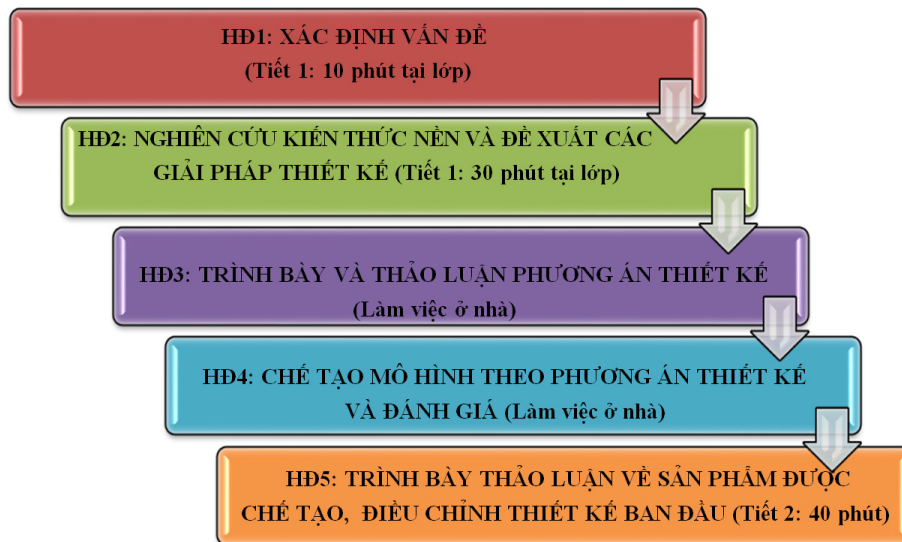 HĐ1: XÁC ĐỊNH VẤN ĐỀ
(Tiết 1: 10 phút tại lớp)
HĐ2: NGHIÊN CỨU KIẾN THỨC NỀN VÀ ĐỀ XUẤT CÁC
GIẢI PHÁP THIẾT KẾ (Tiết 1: 30 phút tại lớp)
HĐ3: TRÌNH BÀY VÀ THẢO LUẬN PHƯƠNG ÁN THIẾT KẾ
(Làm việc ở nhà)
HĐ4: CHẾ TẠO MÔ HÌNH THEO PHƯƠNG ÁN THIẾT KẾ
VÀ ĐÁNH GIÁ (Làm việc ở nhà)
HĐ5: TRÌNH BÀY THẢO LUẬN VỀ SẢN PHẨM ĐƯỢC
CHẾ TẠO, ĐIỀU CHỈNH THIẾT KẾ BAN ĐẦU (Tiết 2: 40 phút)